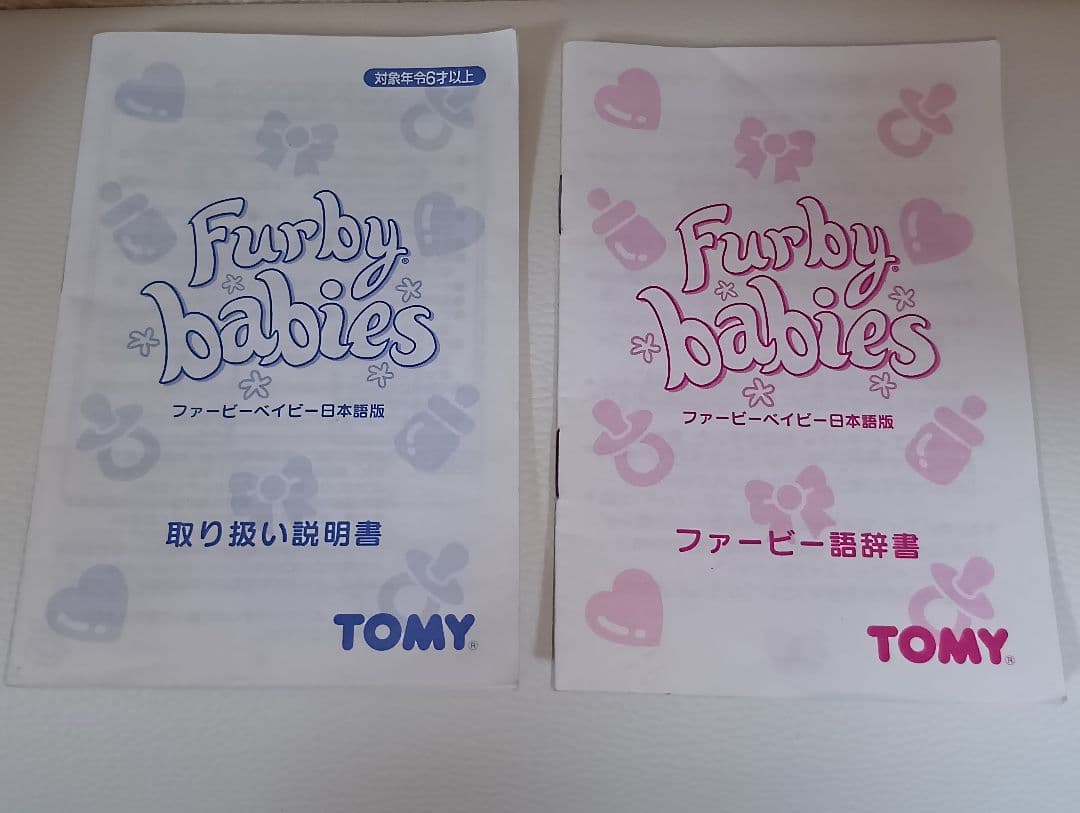 対象年令6才以上
Furby®
babies
ファービーベイビー日本語版
取り扱い説明書
TOMY®
Furby®
babies
ファービーベイビー日本語版
ファービー語辞書
TOMY®